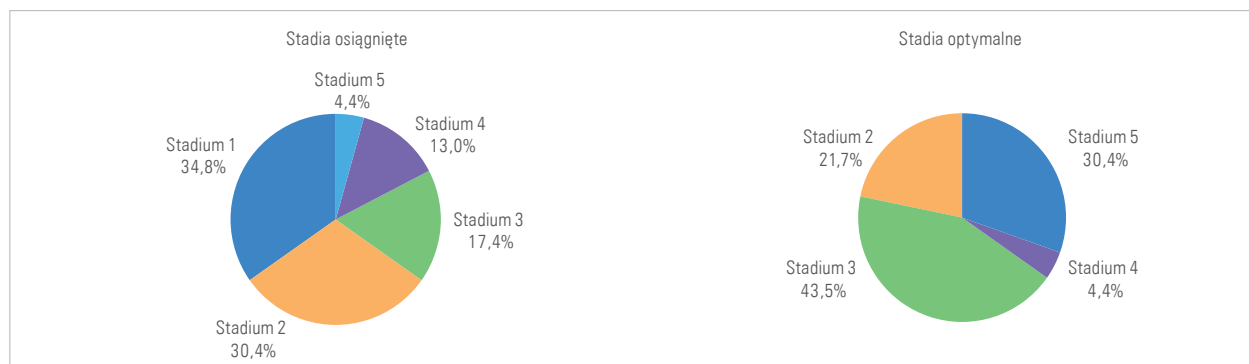 Stadia osiągnięte
Stadium 5
4,4%
Stadium 4
13,0%
Stadium 1
34,8%
Stadium 3
17,4%
Stadium 2
30,4%
Stadia optymalne
Stadium 2
21,7%
Stadium 5
30,4%
Stadium 3
43,5%
Stadium 4
4,4%